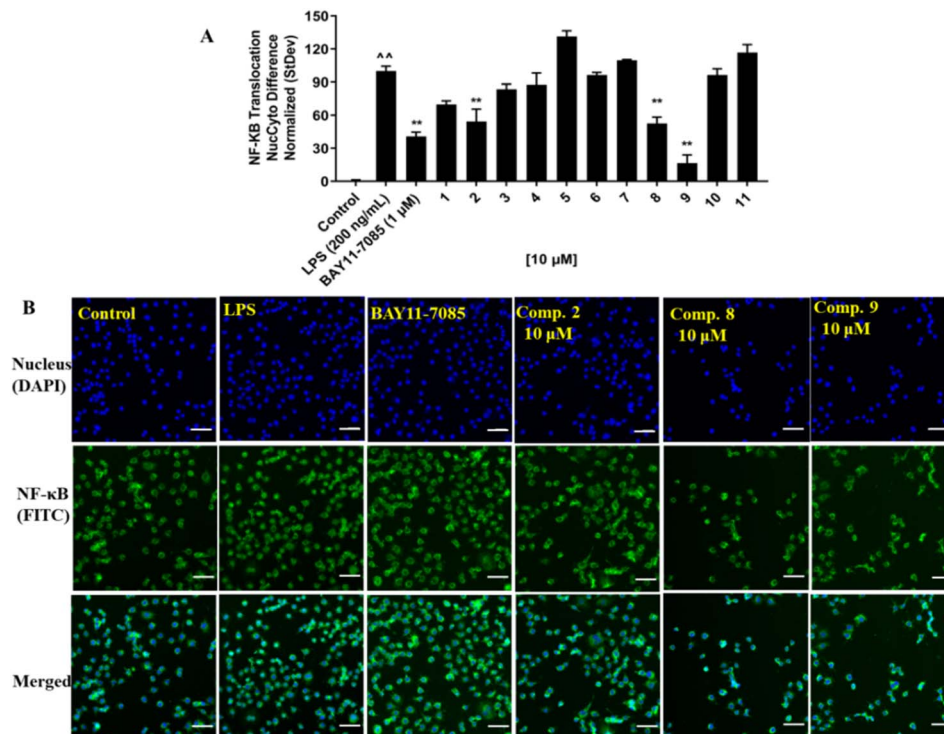 A
NF-KB Translocation
NucCyto Difference
Normalized (StDev)
150
120
90
60
30
0
^^
**
**
**
**
Control
LPS (200 ng/mL)
BAY11-7085 (1 µM)
1
2
3
4
5
6
7
8
9
10
11
[10 µM]
B
Control
LPS
BAY11-7085
Comp. 2
10 µM
Comp. 8
10 µM
Comp. 9
10 µM
Nucleus
(DAPI)
NF-κB
(FITC)
Merged